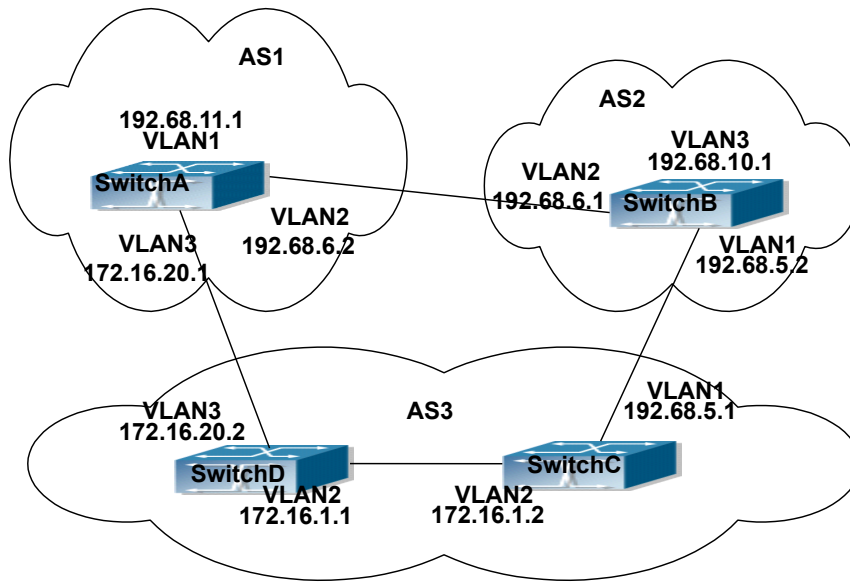 AS1
192.68.11.1
VLAN1
SwitchA
VLAN2
192.68.6.2
VLAN3
172.16.20.1
AS2
VLAN3
192.68.10.1
VLAN2
192.68.6.1
SwitchB
VLAN1
192.68.5.2
AS3
VLAN3
172.16.20.2
SwitchD
VLAN2
172.16.1.1
VLAN1
192.68.5.1
SwitchC
VLAN2
172.16.1.2